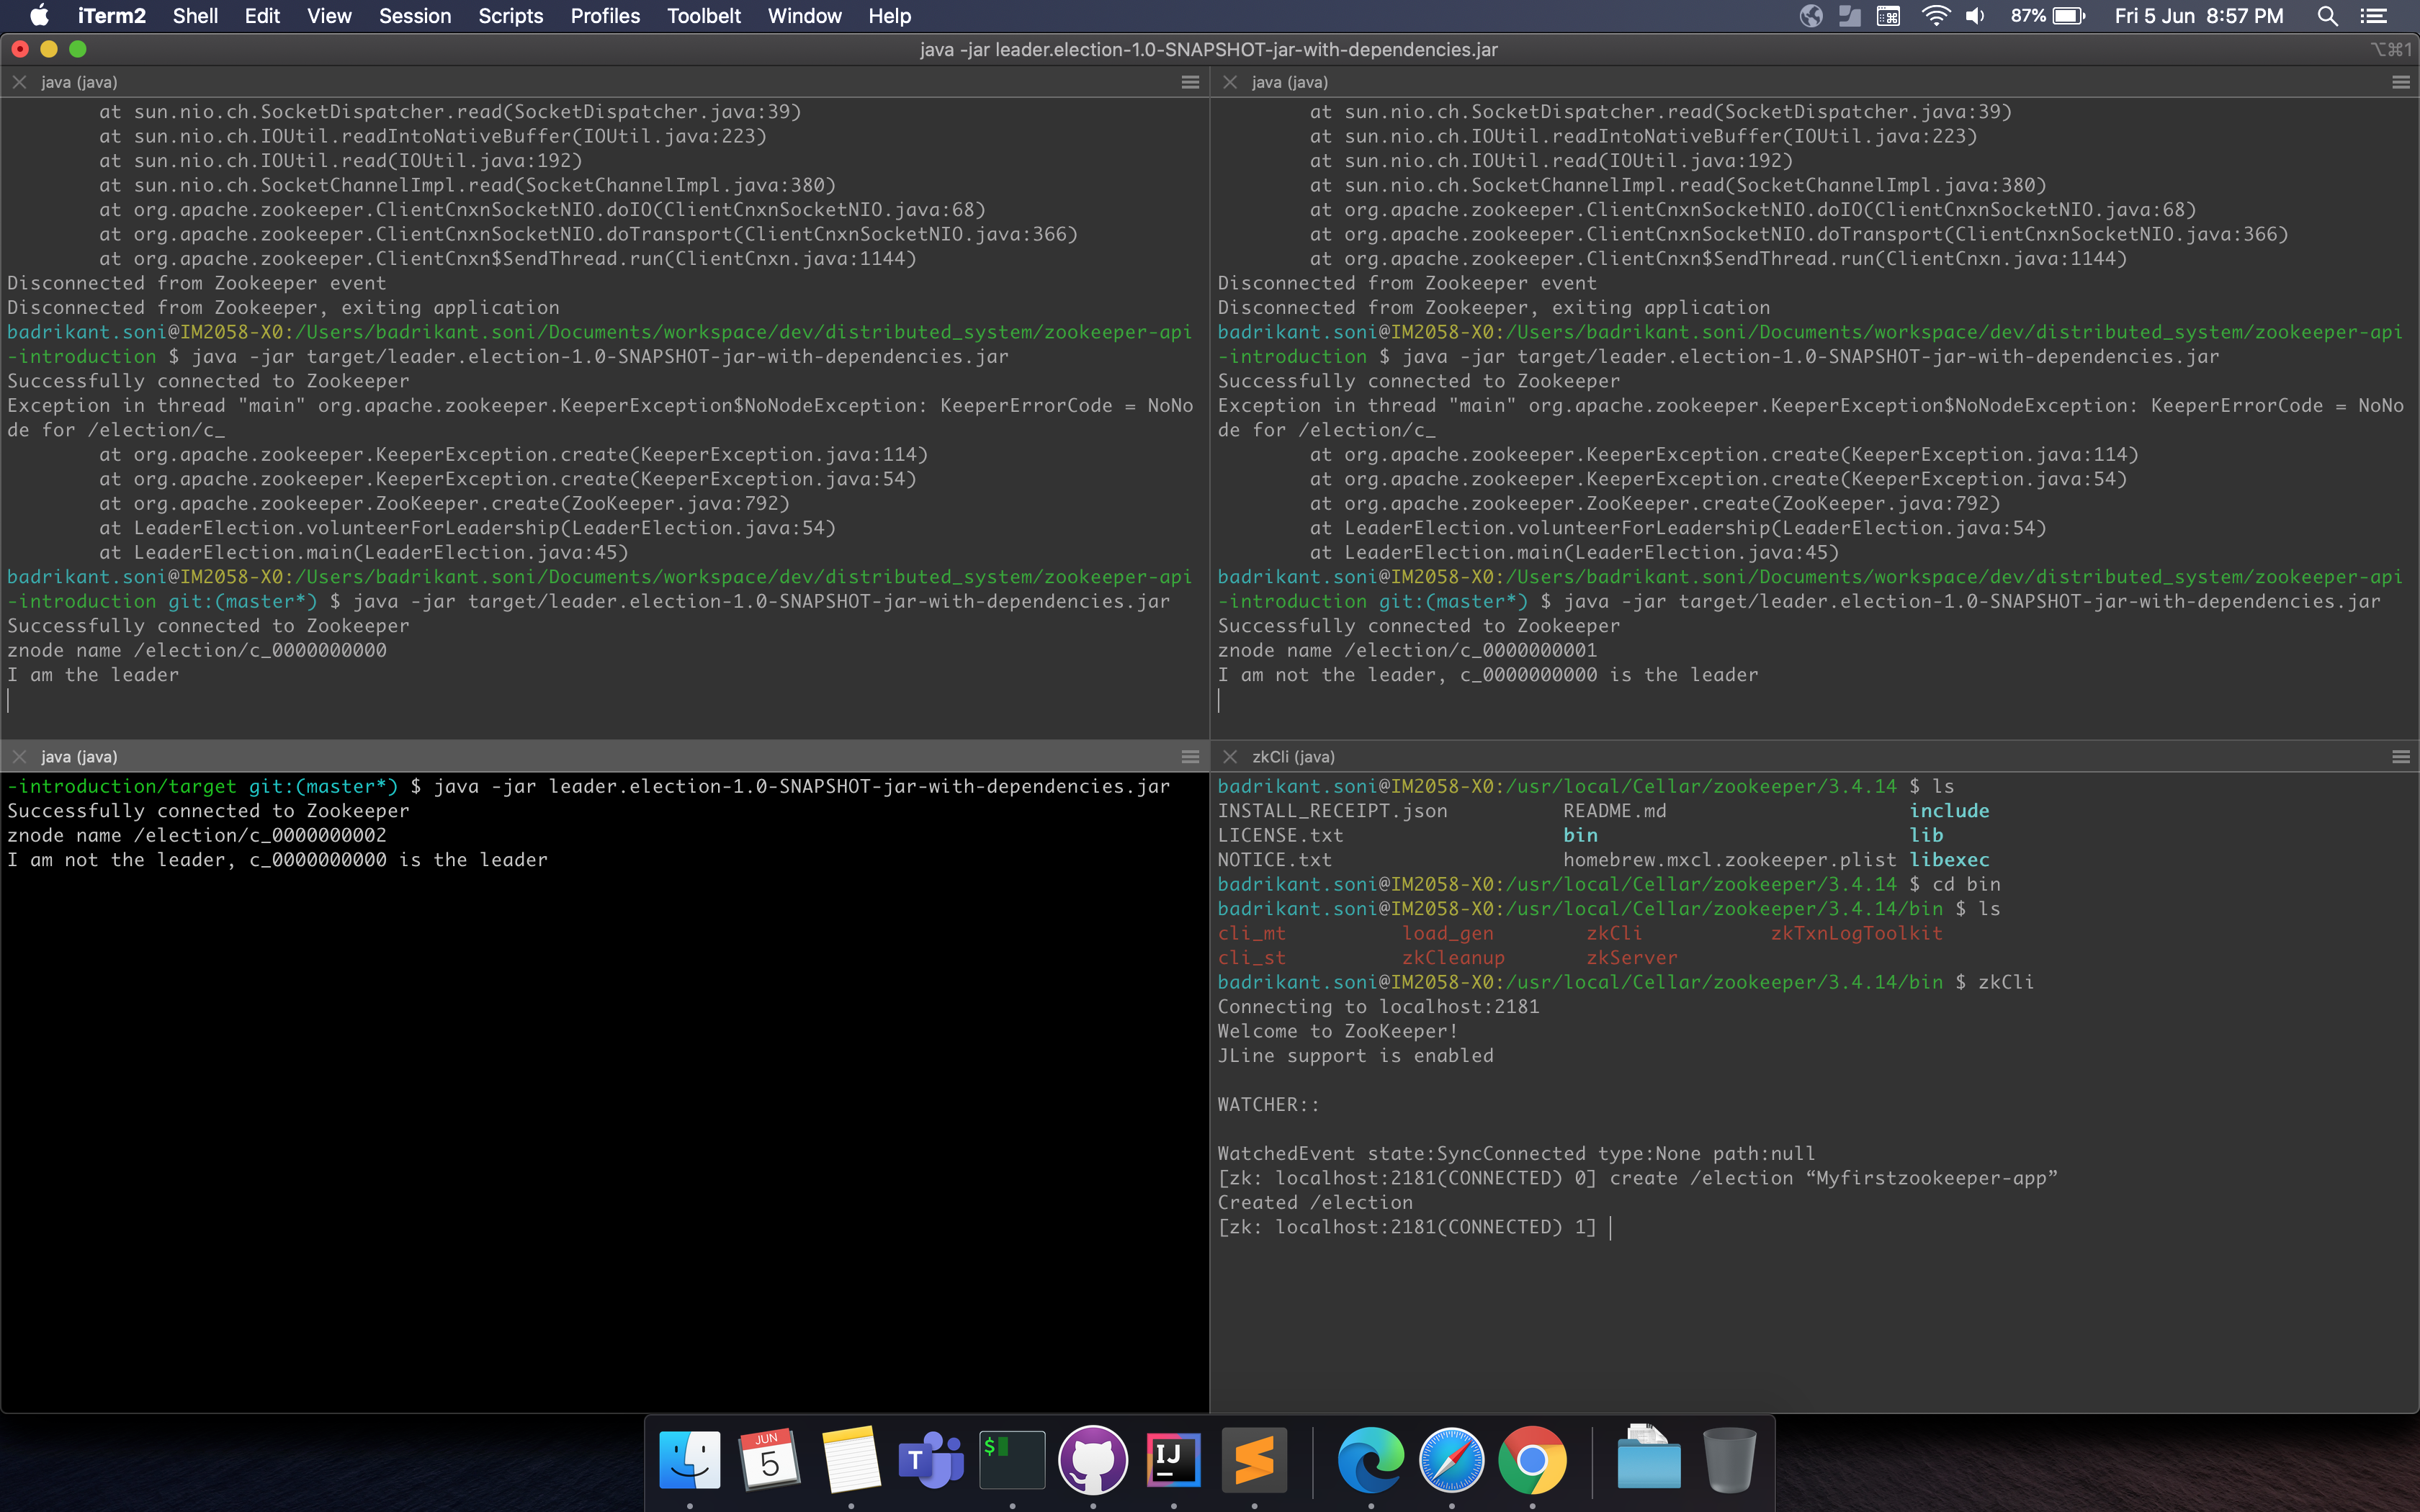 iTerm2 Shell Edit View Session Scripts Profiles Toolbelt Window Help 87% Fri 5 Jun 8:57 PM
java -jar leader.election-1.0-SNAPSHOT-jar-with-dependencies.jar ⌥⌘1
java (java)
at sun.nio.ch.SocketDispatcher.read(SocketDispatcher.java:39)
at sun.nio.ch.IOUtil.readIntoNativeBuffer(IOUtil.java:223)
at sun.nio.ch.IOUtil.read(IOUtil.java:192)
at sun.nio.ch.SocketChannelImpl.read(SocketChannelImpl.java:380)
at org.apache.zookeeper.ClientCnxnSocketNIO.doIO(ClientCnxnSocketNIO.java:68)
at org.apache.zookeeper.ClientCnxnSocketNIO.doTransport(ClientCnxnSocketNIO.java:366)
at org.apache.zookeeper.ClientCnxn$SendThread.run(ClientCnxn.java:1144)
Disconnected from Zookeeper event
Disconnected from Zookeeper, exiting application
badrikant.soni@IM2058-X0:/Users/badrikant.soni/Documents/workspace/dev/distributed_system/zookeeper-api
-introduction $ java -jar target/leader.election-1.0-SNAPSHOT-jar-with-dependencies.jar
Successfully connected to Zookeeper
Exception in thread "main" org.apache.zookeeper.KeeperException$NoNodeException: KeeperErrorCode = NoNo
de for /election/c_
at org.apache.zookeeper.KeeperException.create(KeeperException.java:114)
at org.apache.zookeeper.KeeperException.create(KeeperException.java:54)
at org.apache.zookeeper.ZooKeeper.create(ZooKeeper.java:792)
at LeaderElection.volunteerForLeadership(LeaderElection.java:54)
at LeaderElection.main(LeaderElection.java:45)
badrikant.soni@IM2058-X0:/Users/badrikant.soni/Documents/workspace/dev/distributed_system/zookeeper-api
-introduction git:(master*) $ java -jar target/leader.election-1.0-SNAPSHOT-jar-with-dependencies.jar
Successfully connected to Zookeeper
znode name /election/c_0000000000
I am the leader
java (java)
at sun.nio.ch.SocketDispatcher.read(SocketDispatcher.java:39)
at sun.nio.ch.IOUtil.readIntoNativeBuffer(IOUtil.java:223)
at sun.nio.ch.IOUtil.read(IOUtil.java:192)
at sun.nio.ch.SocketChannelImpl.read(SocketChannelImpl.java:380)
at org.apache.zookeeper.ClientCnxnSocketNIO.doIO(ClientCnxnSocketNIO.java:68)
at org.apache.zookeeper.ClientCnxnSocketNIO.doTransport(ClientCnxnSocketNIO.java:366)
at org.apache.zookeeper.ClientCnxn$SendThread.run(ClientCnxn.java:1144)
Disconnected from Zookeeper event
Disconnected from Zookeeper, exiting application
badrikant.soni@IM2058-X0:/Users/badrikant.soni/Documents/workspace/dev/distributed_system/zookeeper-api
-introduction $ java -jar target/leader.election-1.0-SNAPSHOT-jar-with-dependencies.jar
Successfully connected to Zookeeper
Exception in thread "main" org.apache.zookeeper.KeeperException$NoNodeException: KeeperErrorCode = NoNo
de for /election/c_
at org.apache.zookeeper.KeeperException.create(KeeperException.java:114)
at org.apache.zookeeper.KeeperException.create(KeeperException.java:54)
at org.apache.zookeeper.ZooKeeper.create(ZooKeeper.java:792)
at LeaderElection.volunteerForLeadership(LeaderElection.java:54)
at LeaderElection.main(LeaderElection.java:45)
badrikant.soni@IM2058-X0:/Users/badrikant.soni/Documents/workspace/dev/distributed_system/zookeeper-api
-introduction git:(master*) $ java -jar target/leader.election-1.0-SNAPSHOT-jar-with-dependencies.jar
Successfully connected to Zookeeper
znode name /election/c_0000000001
I am not the leader, c_0000000000 is the leader
java (java)
-introduction/target git:(master*) $ java -jar leader.election-1.0-SNAPSHOT-jar-with-dependencies.jar
Successfully connected to Zookeeper
znode name /election/c_0000000002
I am not the leader, c_0000000000 is the leader
zkCli (java)
badrikant.soni@IM2058-X0:/usr/local/Cellar/zookeeper/3.4.14 $ ls
INSTALL_RECEIPT.json README.md include
LICENSE.txt bin lib
NOTICE.txt homebrew.mxcl.zookeeper.plist libexec
badrikant.soni@IM2058-X0:/usr/local/Cellar/zookeeper/3.4.14 $ cd bin
badrikant.soni@IM2058-X0:/usr/local/Cellar/zookeeper/3.4.14/bin $ ls
cli_mt load_gen zkCli zkTxnLogToolkit
cli_st zkCleanup zkServer
badrikant.soni@IM2058-X0:/usr/local/Cellar/zookeeper/3.4.14/bin $ zkCli
Connecting to localhost:2181
Welcome to ZooKeeper!
JLine support is enabled
WATCHER::
WatchedEvent state:SyncConnected type:None path:null
[zk: localhost:2181(CONNECTED) 0] create /election “Myfirstzookeeper-app”
Created /election
[zk: localhost:2181(CONNECTED) 1]
JUN
5
T
$
IJ